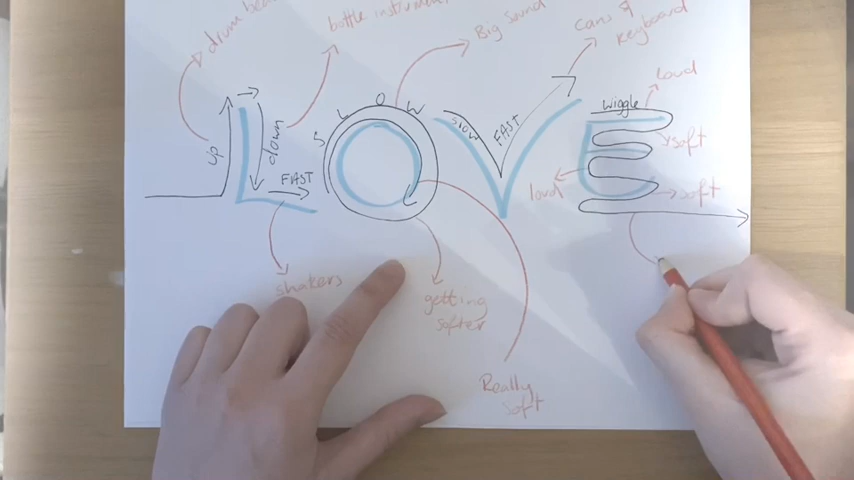 drum beat
bottle instrument
Big sound
cans &
keyboard
loud
wiggle
up
down
SLOW
slow
FAST
soft
FAST
loud
soft
shakers
getting
softer
Really
soft
LOVE